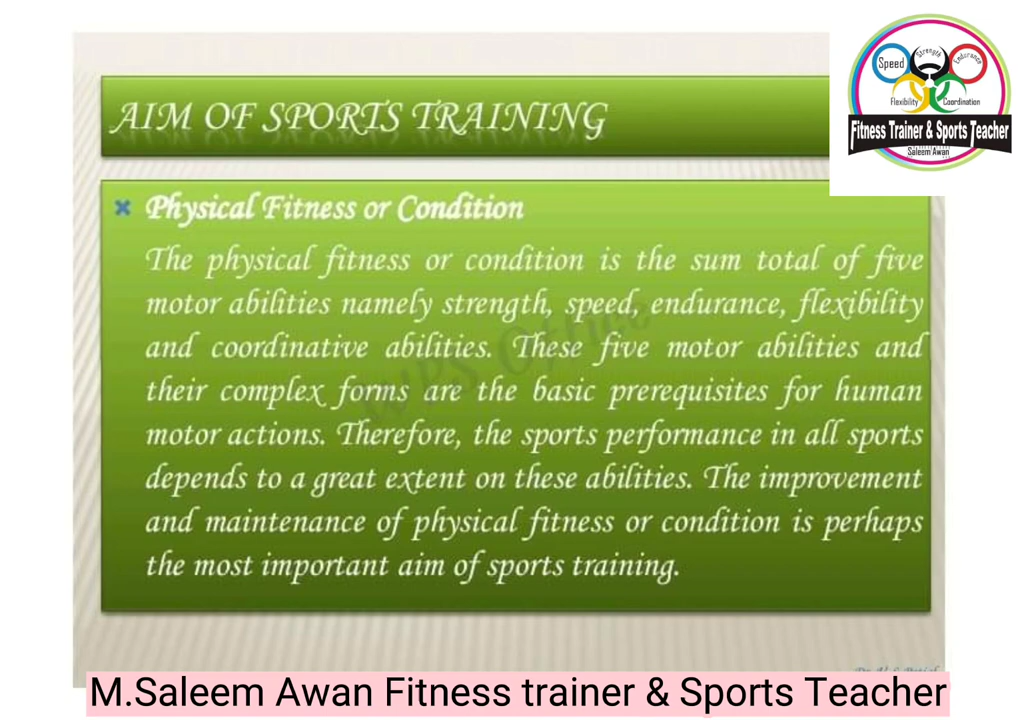 AIM OF SPORTS TRAINING
Speed
Strength
Endurance
Flexibility
Coordination
Fitness Trainer & Sports Teacher
Saleem Awan
Physical Fitness or Condition
The physical fitness or condition is the sum total of five
motor abilities namely strength, speed, endurance, flexibility
and coordinative abilities. These five motor abilities and
their complex forms are the basic prerequisites for human
motor actions. Therefore, the sports performance in all sports
depends to a great extent on these abilities. The improvement
and maintenance of physical fitness or condition is perhaps
the most important aim of sports training.
WPS Office
M.Saleem Awan Fitness trainer & Sports Teacher